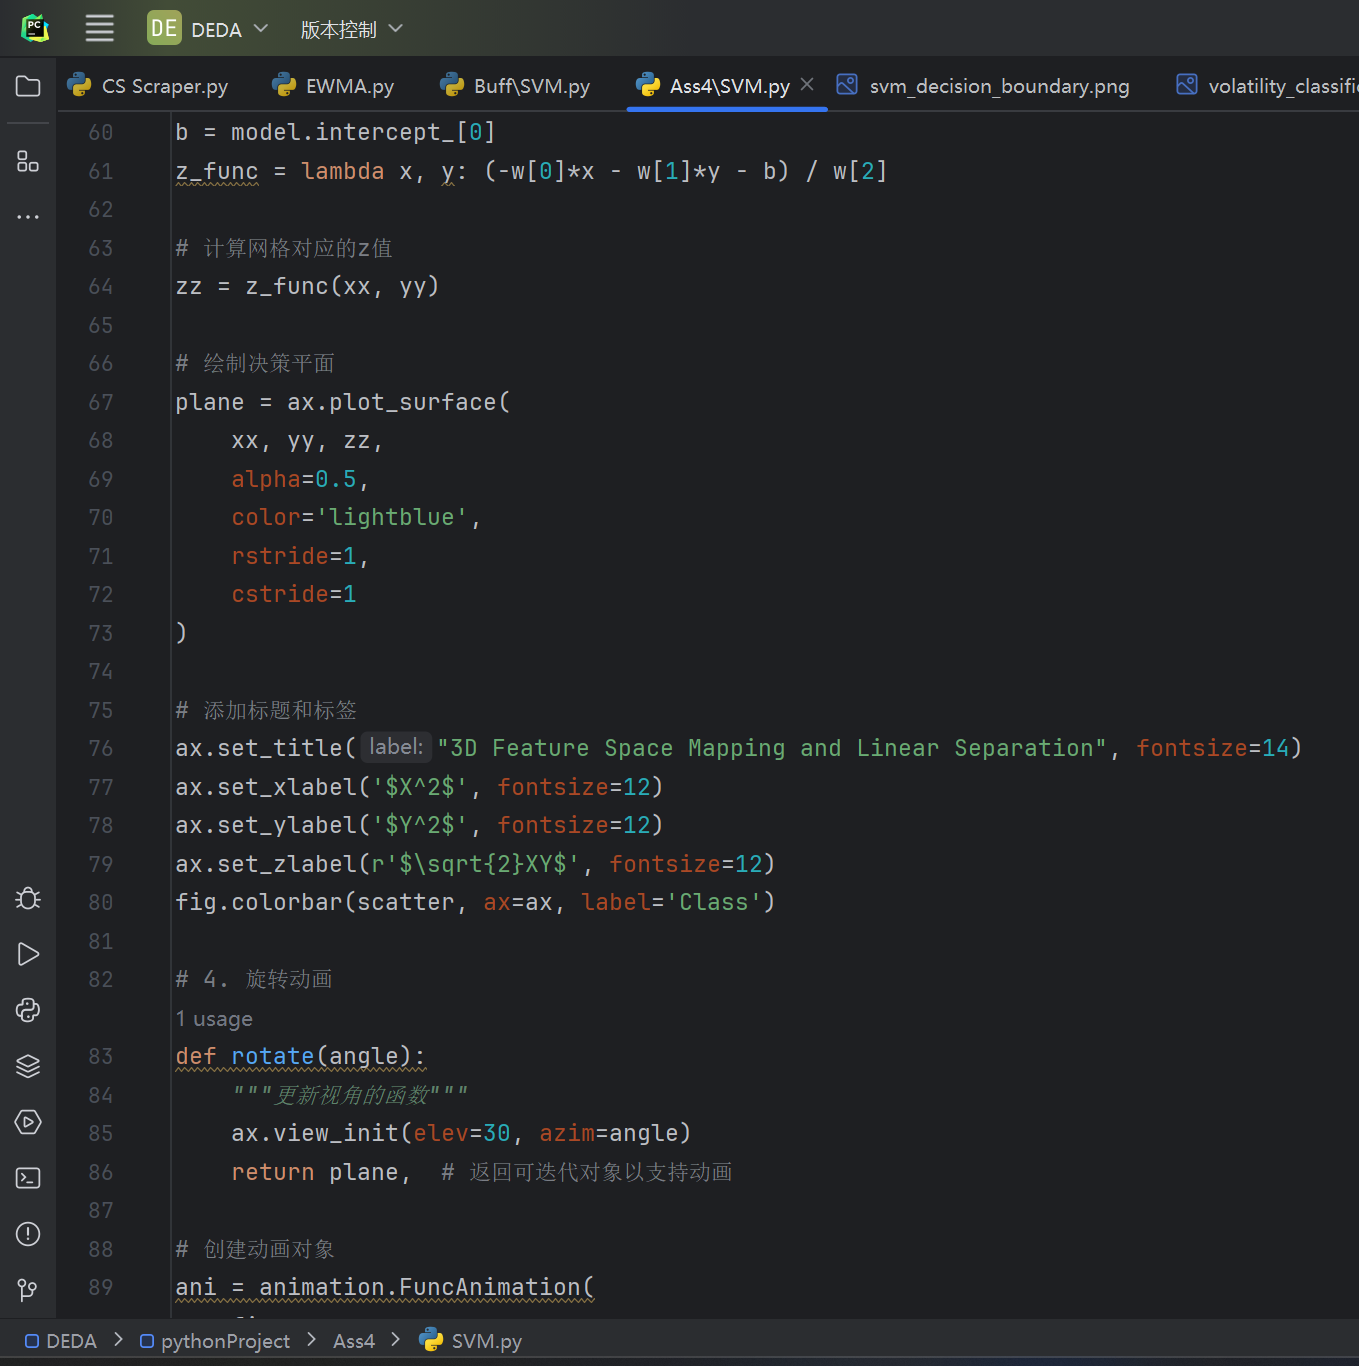 PC
DE DEDA 版本控制
CS Scraper.py EWMA.py Buff\SVM.py Ass4\SVM.py svm_decision_boundary.png volatility_classific
60 b = model.intercept_[0]
61 z_func = lambda x, y: (-w[0]*x - w[1]*y - b) / w[2]
62
63 # 计算网格对应的z值
64 zz = z_func(xx, yy)
65
66 # 绘制决策平面
67 plane = ax.plot_surface(
68     xx, yy, zz,
69     alpha=0.5,
70     color='lightblue',
71     rstride=1,
72     cstride=1
73 )
74
75 # 添加标题和标签
76 ax.set_title( label: "3D Feature Space Mapping and Linear Separation", fontsize=14)
77 ax.set_xlabel('$X^2$', fontsize=12)
78 ax.set_ylabel('$Y^2$', fontsize=12)
79 ax.set_zlabel(r'$\sqrt{2}XY$', fontsize=12)
80 fig.colorbar(scatter, ax=ax, label='Class')
81
82 # 4. 旋转动画
1 usage
83 def rotate(angle):
84     """更新视角的函数"""
85     ax.view_init(elev=30, azim=angle)
86     return plane,  # 返回可迭代对象以支持动画
87
88 # 创建动画对象
89 ani = animation.FuncAnimation(
DEDA > pythonProject > Ass4 > SVM.py